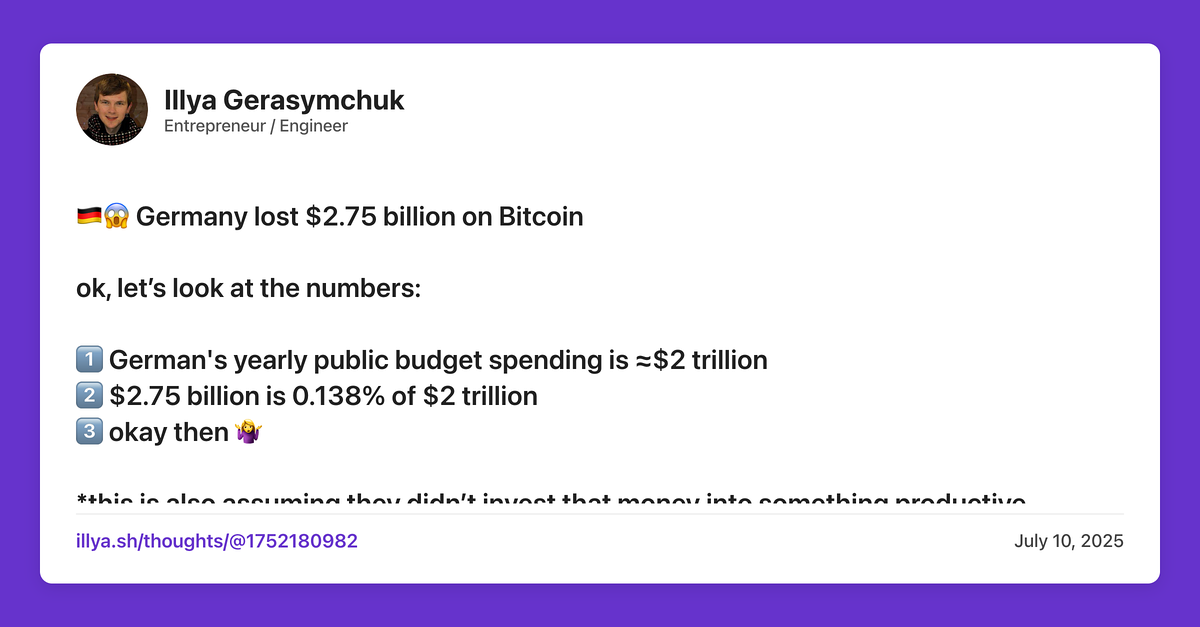 Illya Gerasymchuk
Entrepreneur / Engineer
🇩🇪😱 Germany lost $2.75 billion on Bitcoin
ok, let’s look at the numbers:
1️⃣ German's yearly public budget spending is ≈$2 trillion
2️⃣ $2.75 billion is 0.138% of $2 trillion
3️⃣ okay then 🤷‍♀️
*this is also assuming they didn’t invest that money into something productive
illya.sh/thoughts/@1752180982
July 10, 2025